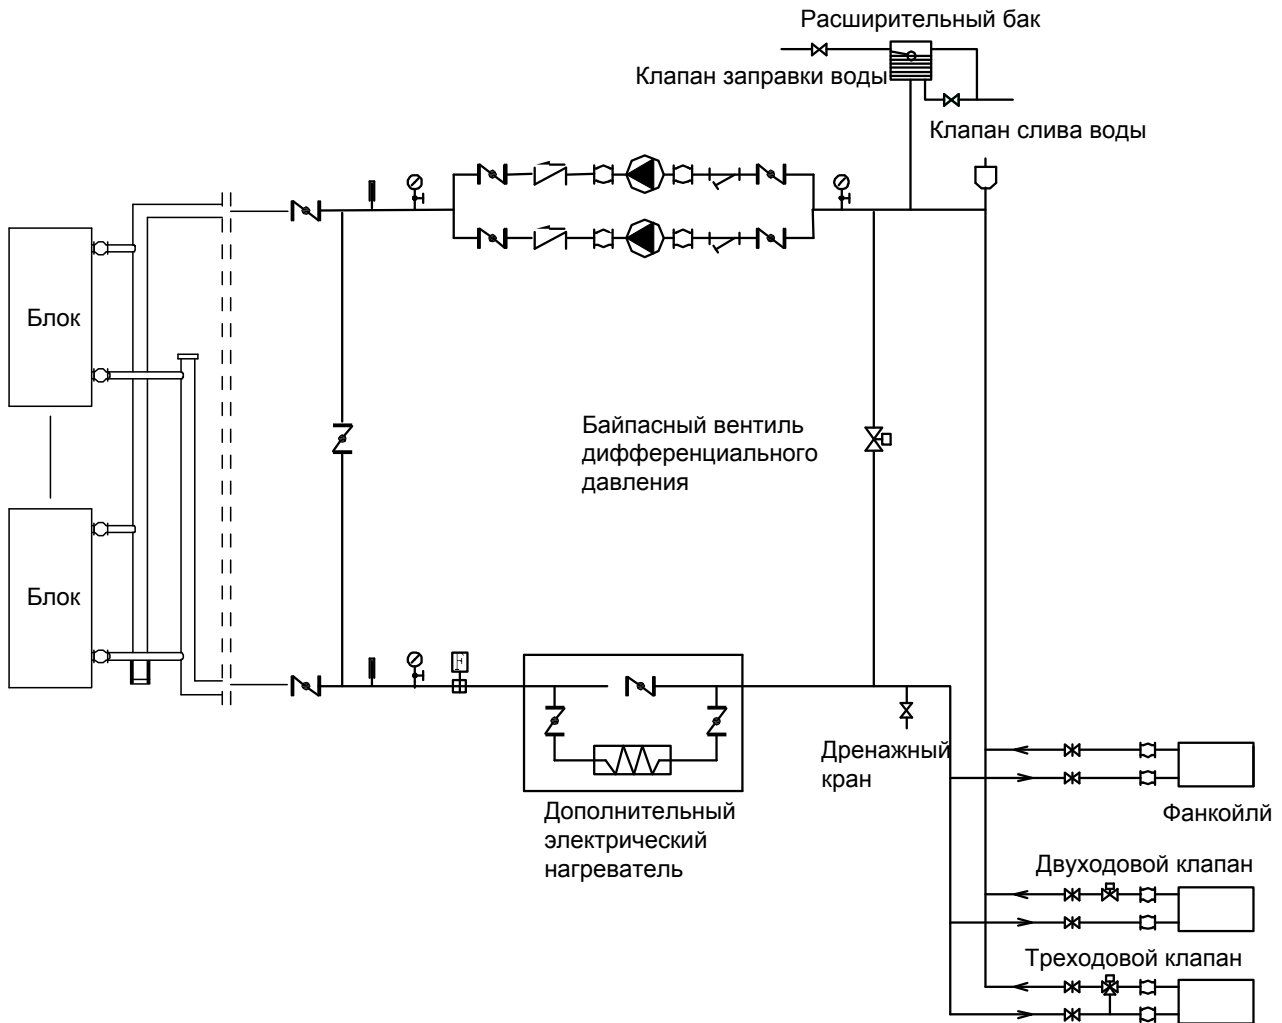 Расширительный бак
Клапан заправки воды
Клапан слива воды
Блок
Байпасный вентиль
дифференциального
давления
Блок
F
Дренажный
кран
Дополнительный
электрический
нагреватель
Фанкойлй
Двуходовой клапан
Треходовой клапан